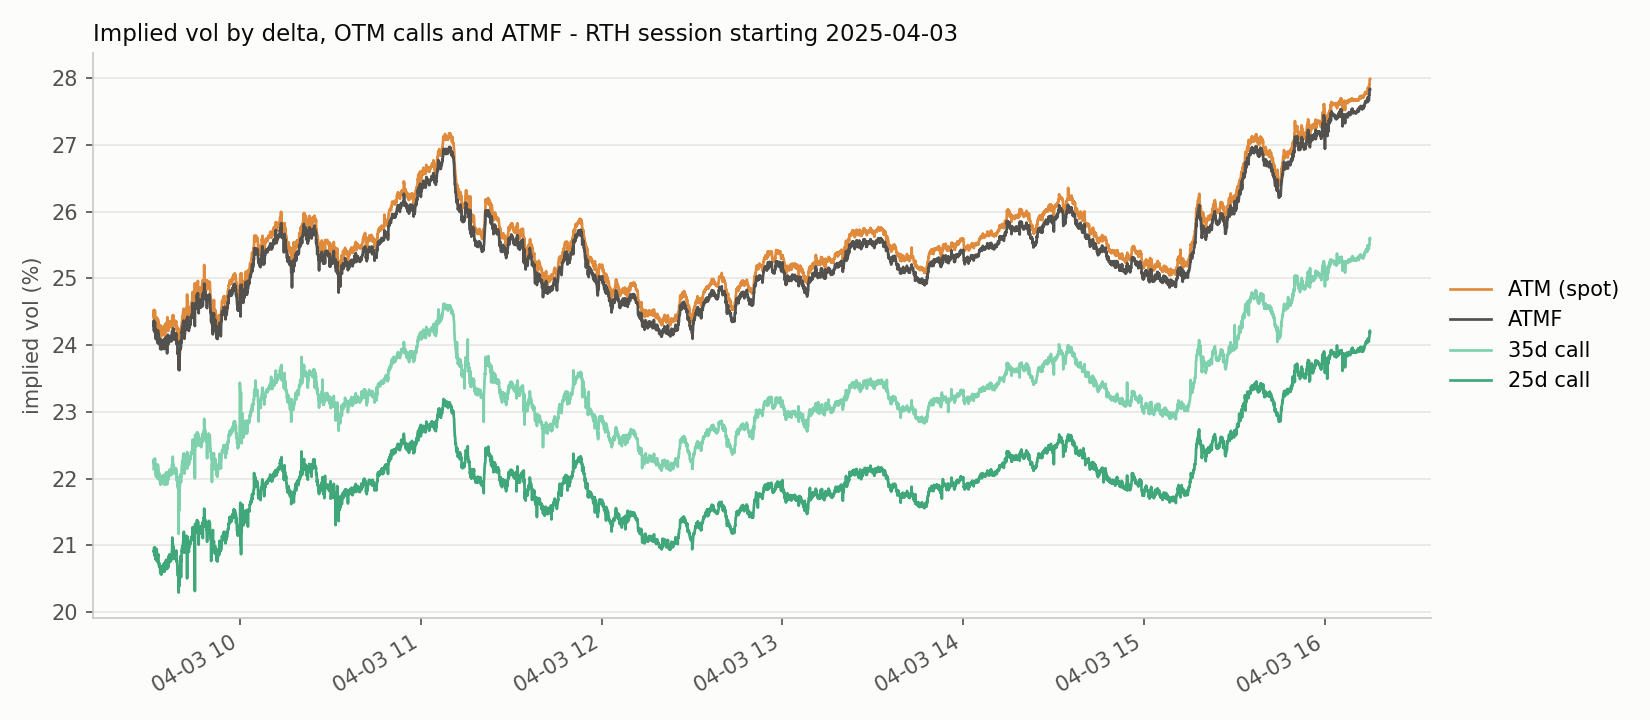 Implied vol by delta, OTM calls and ATMF - RTH session starting 2025-04-03
implied vol (%)
28
27
26
25
24
23
22
21
20
04-03 10
04-03 11
04-03 12
04-03 13
04-03 14
04-03 15
04-03 16
ATM (spot)
ATMF
35d call
25d call